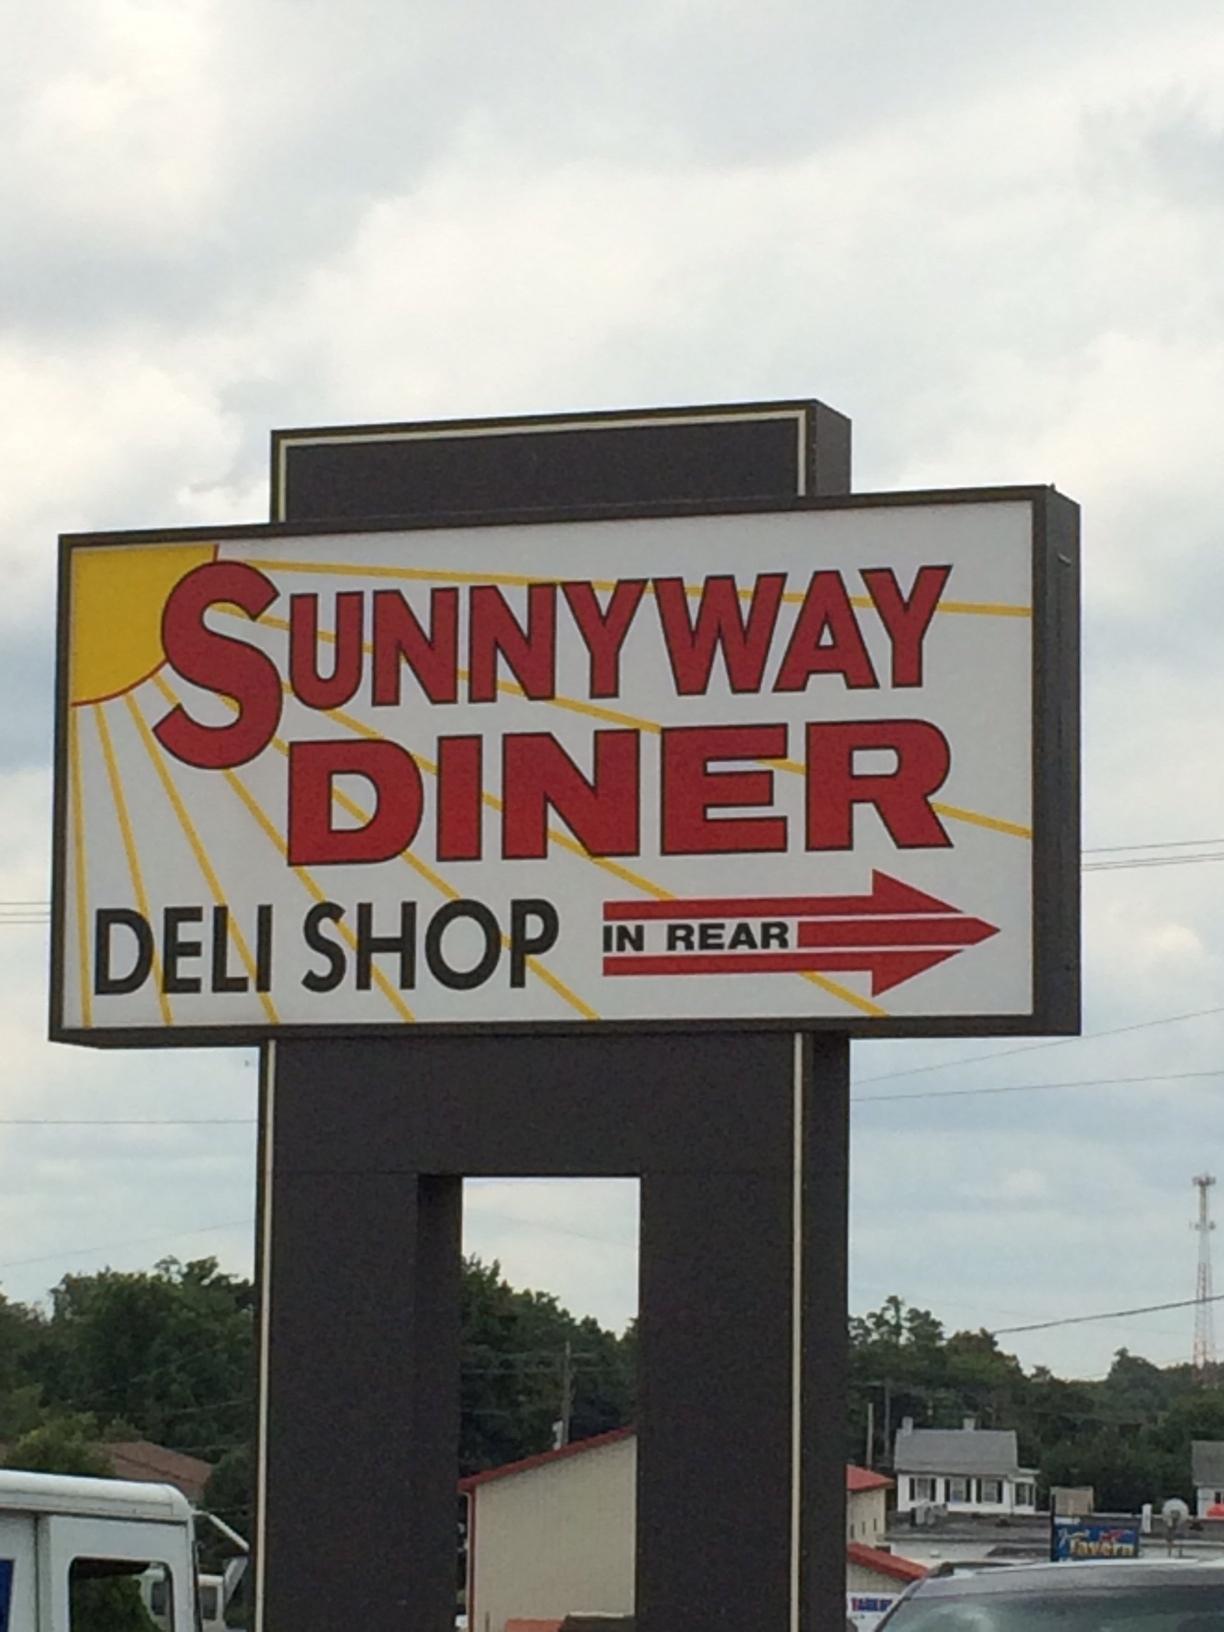 SUNNYWAY
DINER
DELI SHOP
IN REAR
Tavern